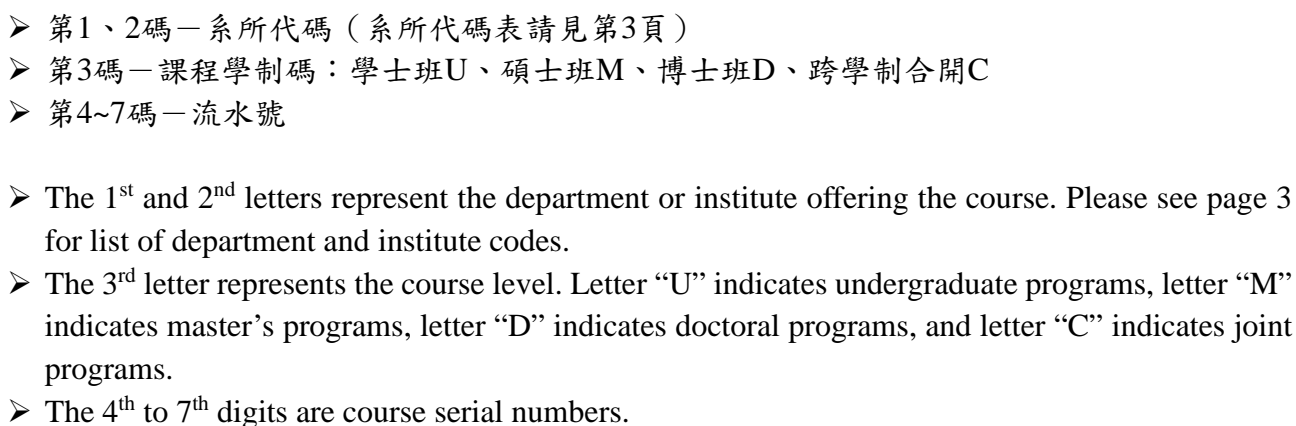 ➢ 第1、2碼－系所代碼（系所代碼表請見第3頁）
➢ 第3碼－課程學制碼：學士班U、碩士班M、博士班D、跨學制合開C
➢ 第4~7碼－流水號
➢ The 1st and 2nd letters represent the department or institute offering the course. Please see page 3
for list of department and institute codes.
➢ The 3rd letter represents the course level. Letter “U” indicates undergraduate programs, letter “M”
indicates master’s programs, letter “D” indicates doctoral programs, and letter “C” indicates joint
programs.
➢ The 4th to 7th digits are course serial numbers.